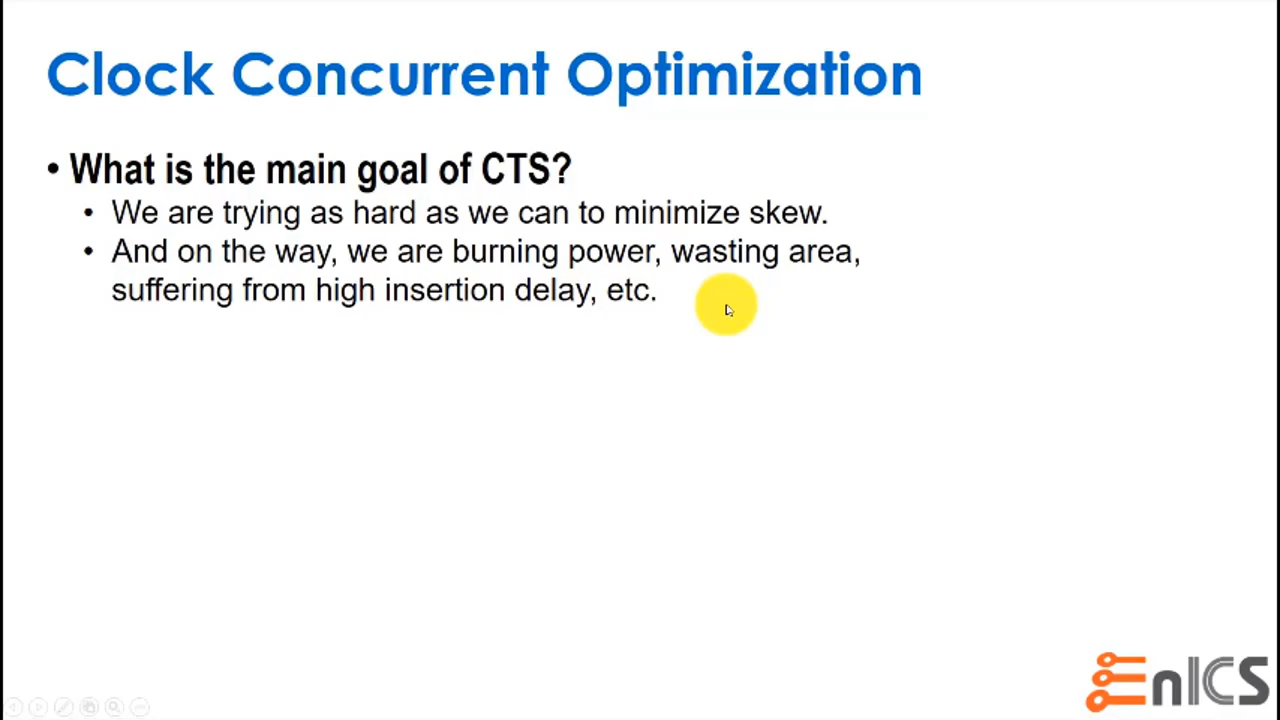 Clock Concurrent Optimization
• What is the main goal of CTS?
• We are trying as hard as we can to minimize skew.
• And on the way, we are burning power, wasting area,
suffering from high insertion delay, etc.
EnICS